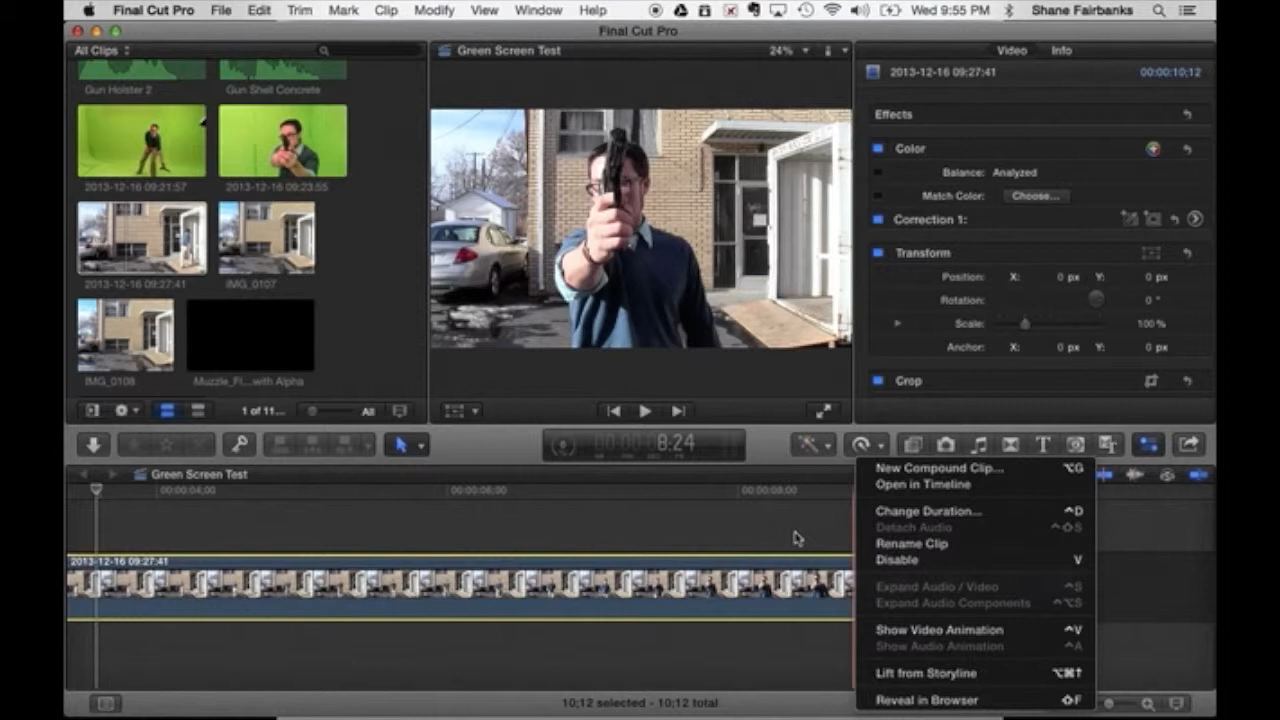 Final Cut Pro File Edit Trim Mark Clip Modify View Window Help Wed 9:55 PM Shane Fairbanks
Final Cut Pro
All Clips
Green Screen Test 24%
Video Info
2013-12-16 09:27:41 00:00:10;12
Gun Holster 2 Gun Shell Concrete
Effects
Color
Balance: Analyzed
2013-12-16 09:21:57 2013-12-16 09:23:55
Match Color: Choose...
Correction 1:
Transform
Position: X: 0 px Y: 0 px
2013-12-16 09:27:41 IMG_0107
Rotation: 0 °
Scale: 100 %
Anchor: X: 0 px Y: 0 px
IMG_0108 Muzzle_Fl...with Alpha
Crop
1 of 11... All
8:24
Green Screen Test
00:00:04;00 00:00:06;00 00:00:08;00
2013-12-16 09:27:41
New Compound Clip... ⌥G
Open in Timeline
Change Duration... ^D
Detach Audio ^⇧S
Rename Clip
Disable V
Expand Audio / Video ^S
Expand Audio Components ^⌥S
Show Video Animation ^V
Show Audio Animation ^A
Lift from Storyline ⌥⌘↑
Reveal in Browser ⇧F
10;12 selected - 10;12 total